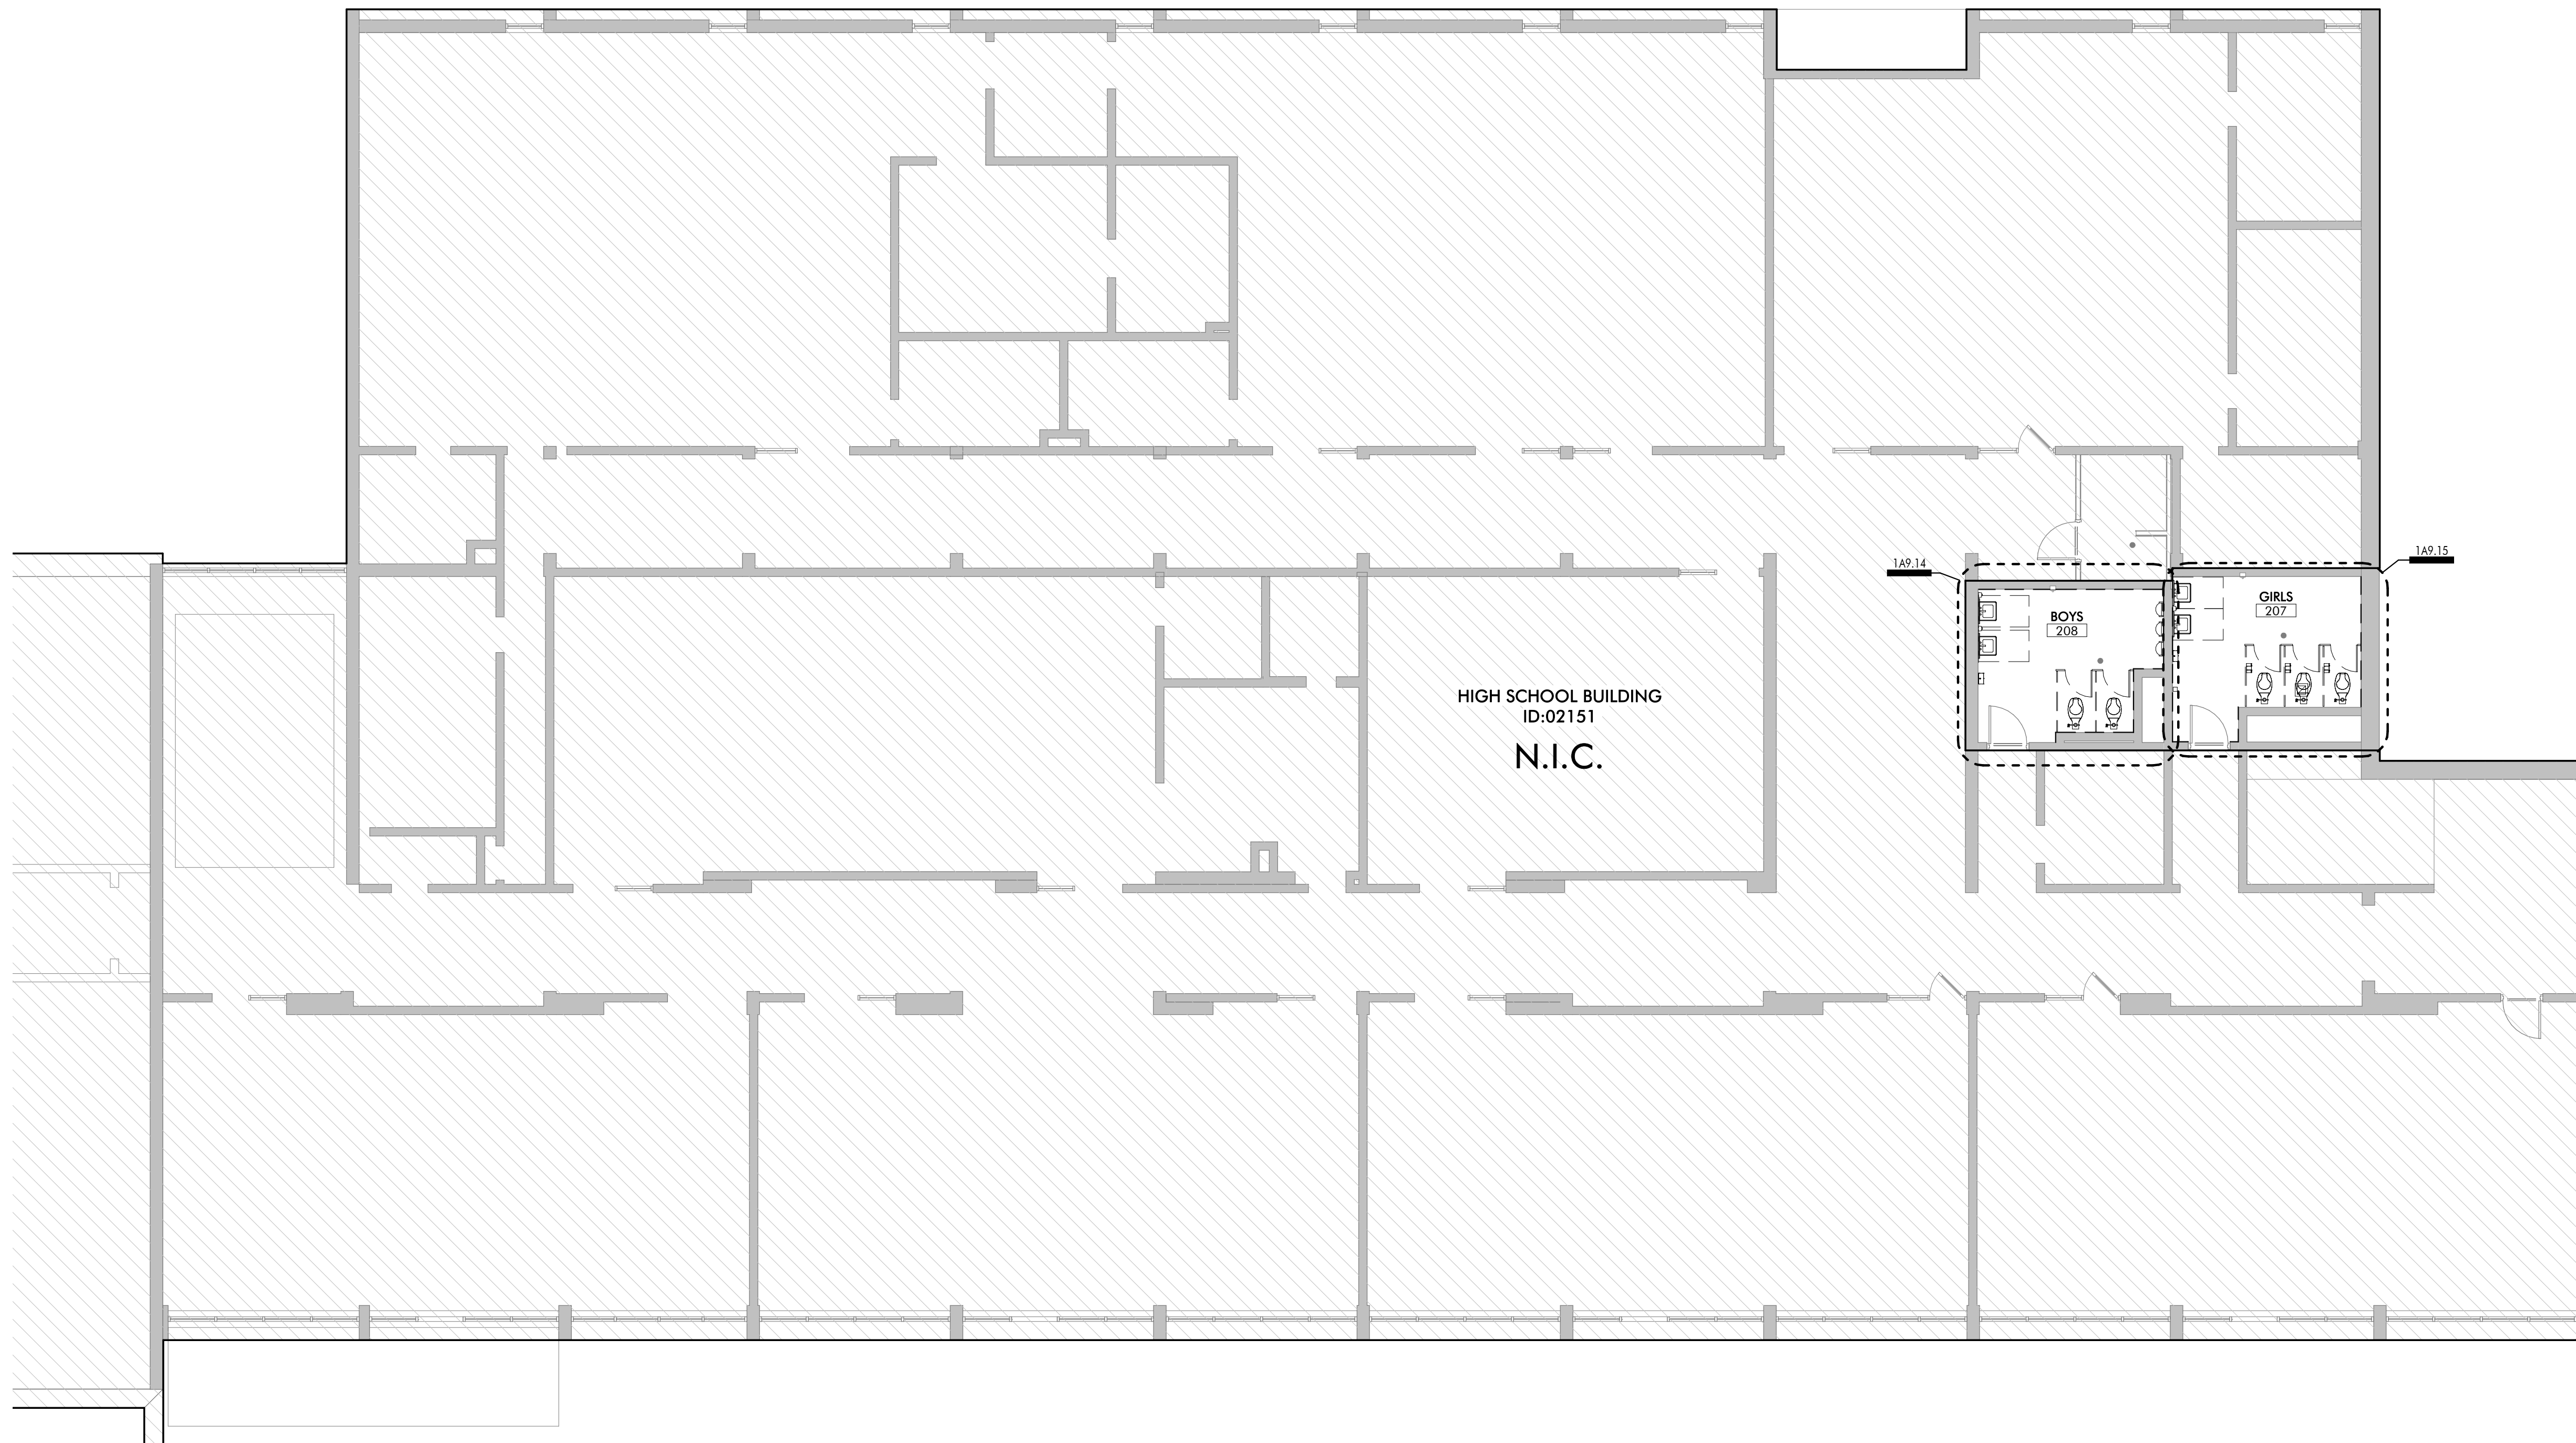 1A9.15
1A9.14
GIRLS
207
BOYS
208
HIGH SCHOOL BUILDING
ID:02151
N.I.C.